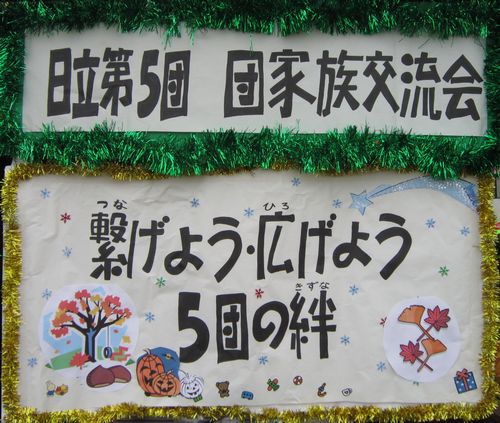 日立第5団 団家族交流会
つな ひろ
繋げよう・広げよう
きずな
5団の絆